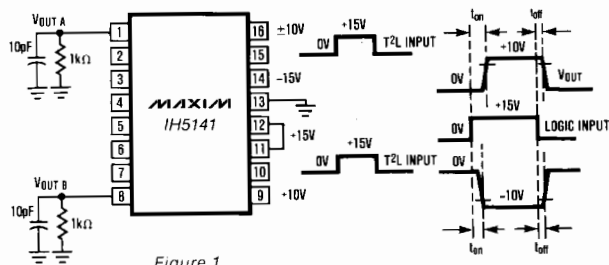 VOUT A
10pF
1kΩ
1
2
3
4
5
6
7
8
MAXIM
IH5141
16
15
14
13
12
11
10
9
±10V
-15V
+15V
+10V
VOUT B
10pF
1kΩ
Figure 1
0V
+15V
T²L INPUT
0V
+15V
T²L INPUT
ton
toff
+10V
0V
VOUT
+15V
0V
LOGIC INPUT
0V
-10V
ton
toff